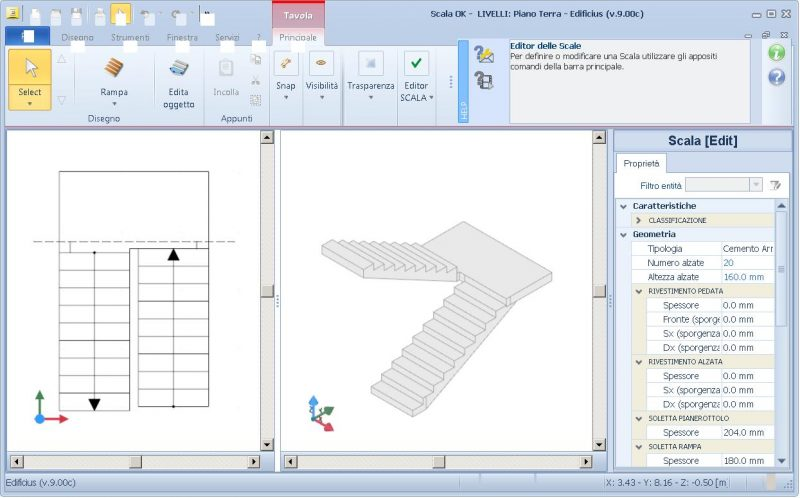 Tavola
Scala OK - LIVELLI: Piano Terra - Edificius (v.9.00c)
Disegno
Strumenti
Finestra
Servizi
?
Principale
Select
Rampa
Edita
oggetto
Incolla
Snap
Visibilità
Trasparenza
Editor
SCALA
Disegno
Appunti
HELP
Editor delle Scale
Per definire o modificare una Scala utilizzare gli appositi
comandi della barra principale.
Scala [Edit]
Proprietà
Filtro entità
Caratteristiche
CLASSIFICAZIONE
Geometria
Tipologia Cemento Arr
Numero alzate 20
Altezza alzate 160.0 mm
RIVESTIMENTO PEDATA
Spessore 0.0 mm
Fronte (sporge 0.0 mm
Sx (sporgenza 0.0 mm
Dx (sporgenza 0.0 mm
RIVESTIMENTO ALZATA
Spessore 0.0 mm
Sx (sporgenza 0.0 mm
Dx (sporgenza 0.0 mm
SOLETTA PIANEROTTOLO
Spessore 204.0 mm
SOLETTA RAMPA
Spessore 180.0 mm
Edificius (v.9.00c)
X: 3.43 - Y: 8.16 - Z: -0.50 [m